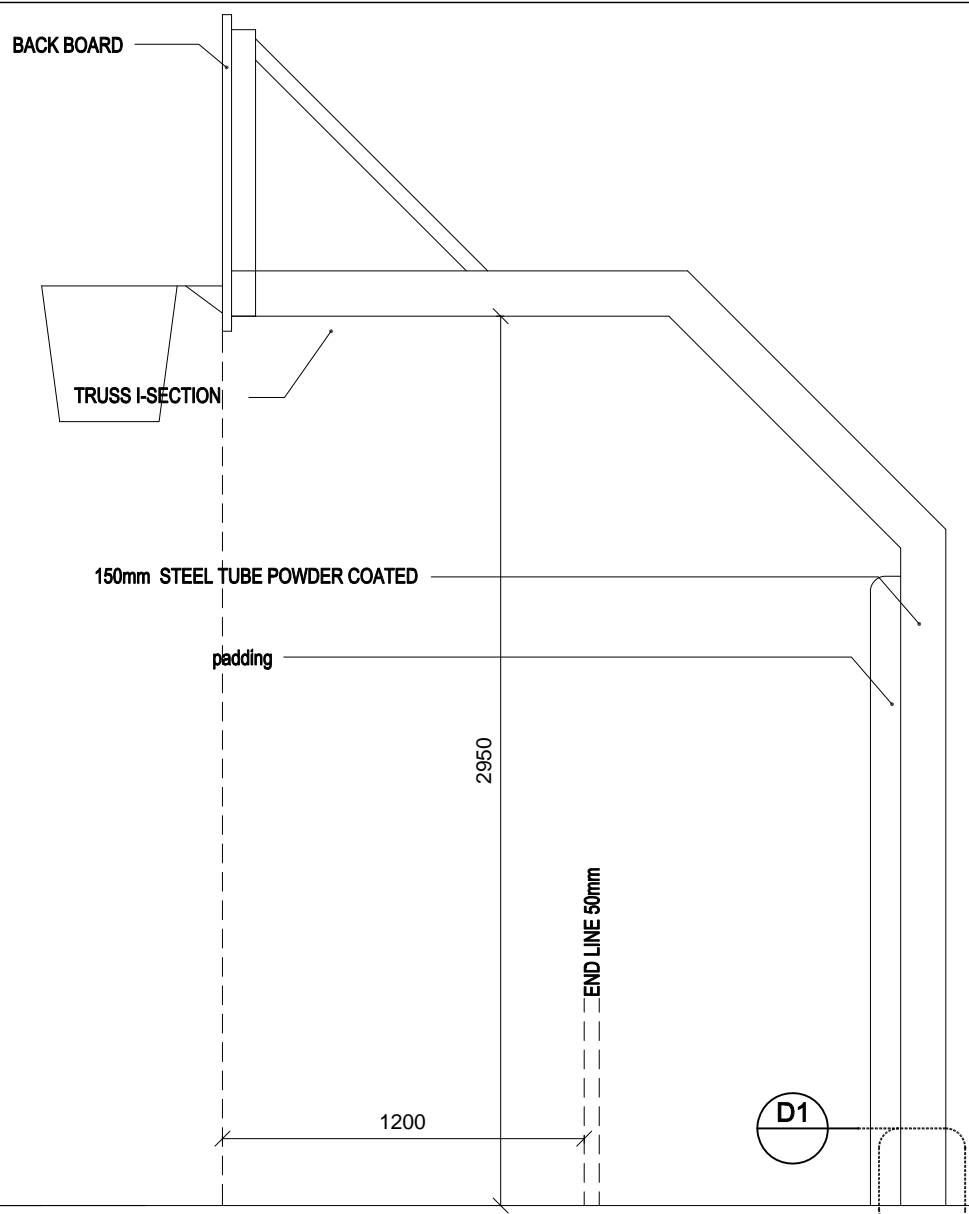 BACK BOARD
TRUSS I-SECTION
150mm STEEL TUBE POWDER COATED
padding
2950
END LINE 50mm
D1
1200